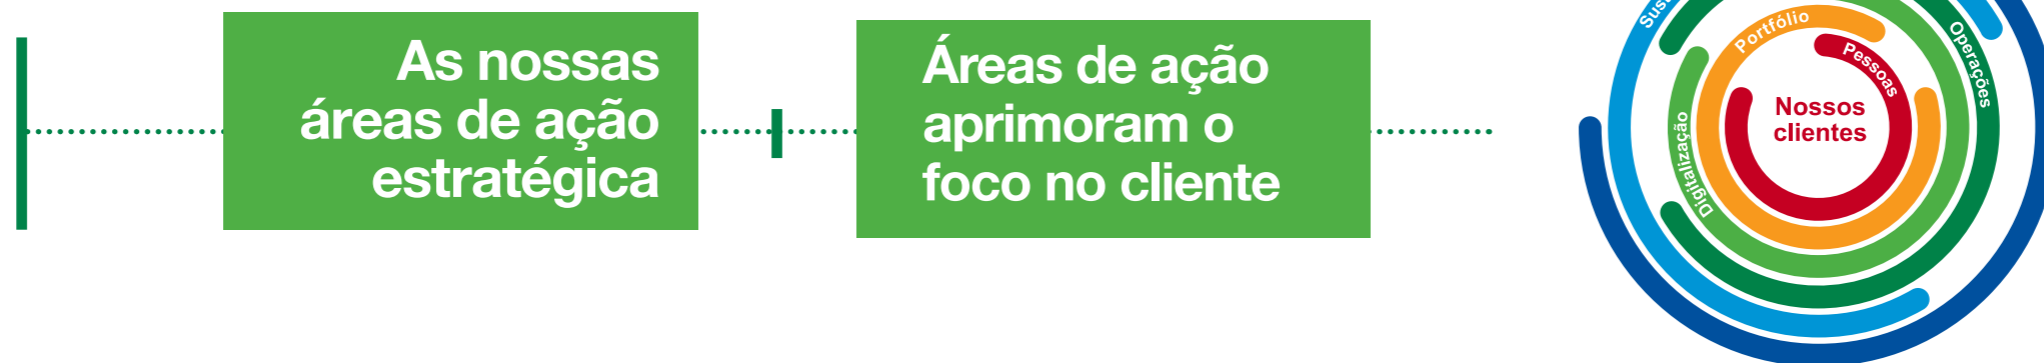 As nossas
áreas de ação
estratégica
Áreas de ação
aprimoram o
foco no cliente
Portfólio
Pessoas
Operações
Digitalização
Nossos
clientes